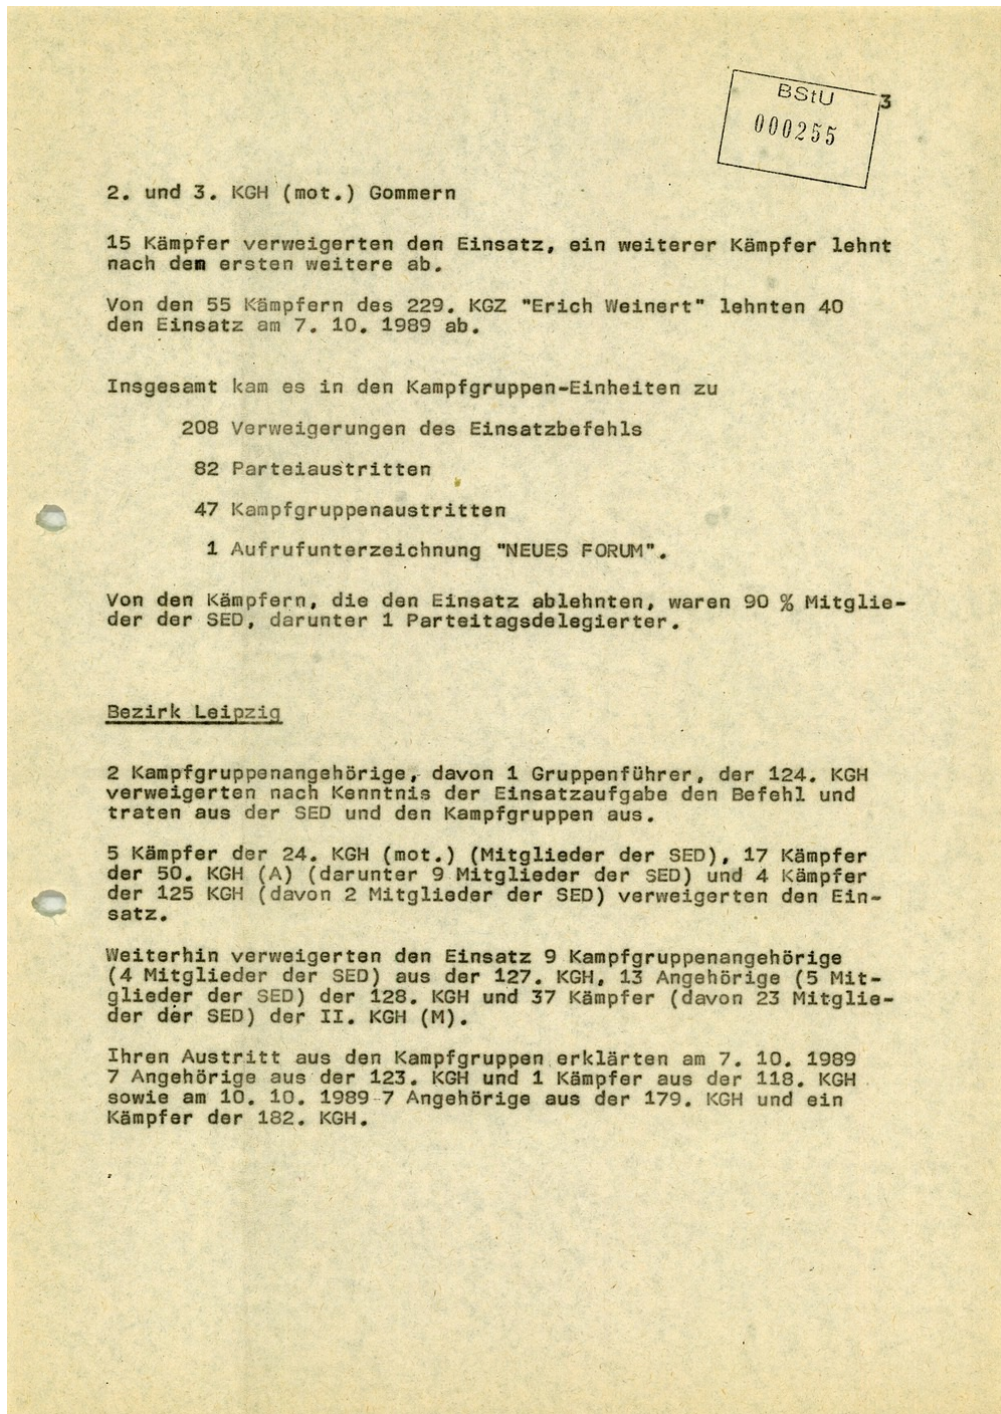 BStU
3
000255
2. und 3. KGH (mot.) Gommern
15 Kämpfer verweigerten den Einsatz, ein weiterer Kämpfer lehnt
nach dem ersten weitere ab.
Von den 55 Kämpfern des 229. KGZ "Erich Weinert" lehnten 40
den Einsatz am 7. 10. 1989 ab.
Insgesamt kam es in den Kampfgruppen-Einheiten zu
208 Verweigerungen des Einsatzbefehls
82 Parteiaustritten
47 Kampfgruppenaustritten
1 Aufrufunterzeichnung "NEUES FORUM".
Von den Kämpfern, die den Einsatz ablehnten, waren 90 % Mitglie-
der der SED, darunter 1 Parteitagsdelegierter.
Bezirk Leipzig
2 Kampfgruppenangehörige, davon 1 Gruppenführer, der 124. KGH
verweigerten nach Kenntnis der Einsatzaufgabe den Befehl und
traten aus der SED und den Kampfgruppen aus.
5 Kämpfer der 24. KGH (mot.) (Mitglieder der SED), 17 Kämpfer
der 50. KGH (A) (darunter 9 Mitglieder der SED) und 4 Kämpfer
der 125 KGH (davon 2 Mitglieder der SED) verweigerten den Ein-
satz.
Weiterhin verweigerten den Einsatz 9 Kampfgruppenangehörige
(4 Mitglieder der SED) aus der 127. KGH, 13 Angehörige (5 Mit-
glieder der SED) der 128. KGH und 37 Kämpfer (davon 23 Mitglie-
der der SED) der II. KGH (M).
Ihren Austritt aus den Kampfgruppen erklärten am 7. 10. 1989
7 Angehörige aus der 123. KGH und 1 Kämpfer aus der 118. KGH
sowie am 10. 10. 1989 7 Angehörige aus der 179. KGH und ein
Kämpfer der 182. KGH.